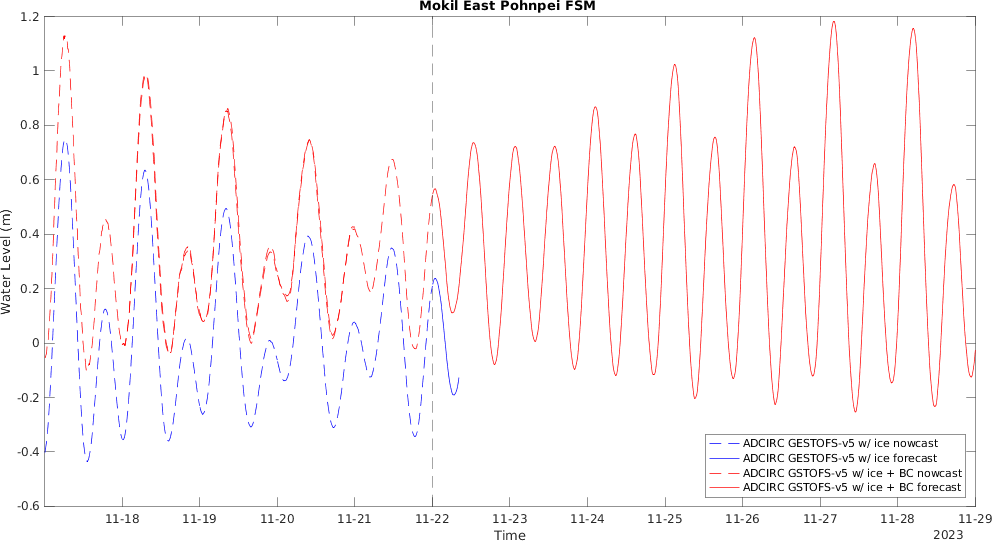 Mokil East Pohnpei FSM
1.2
1
0.8
0.6
0.4
0.2
0
-0.2
-0.4
-0.6
Water Level (m)
ADCIRC GESTOFS-v5 w/ ice nowcast
ADCIRC GESTOFS-v5 w/ ice forecast
ADCIRC GSTOFS-v5 w/ ice + BC nowcast
ADCIRC GSTOFS-v5 w/ ice + BC forecast
11-18 11-19 11-20 11-21 11-22 11-23 11-24 11-25 11-26 11-27 11-28 11-29
Time
2023